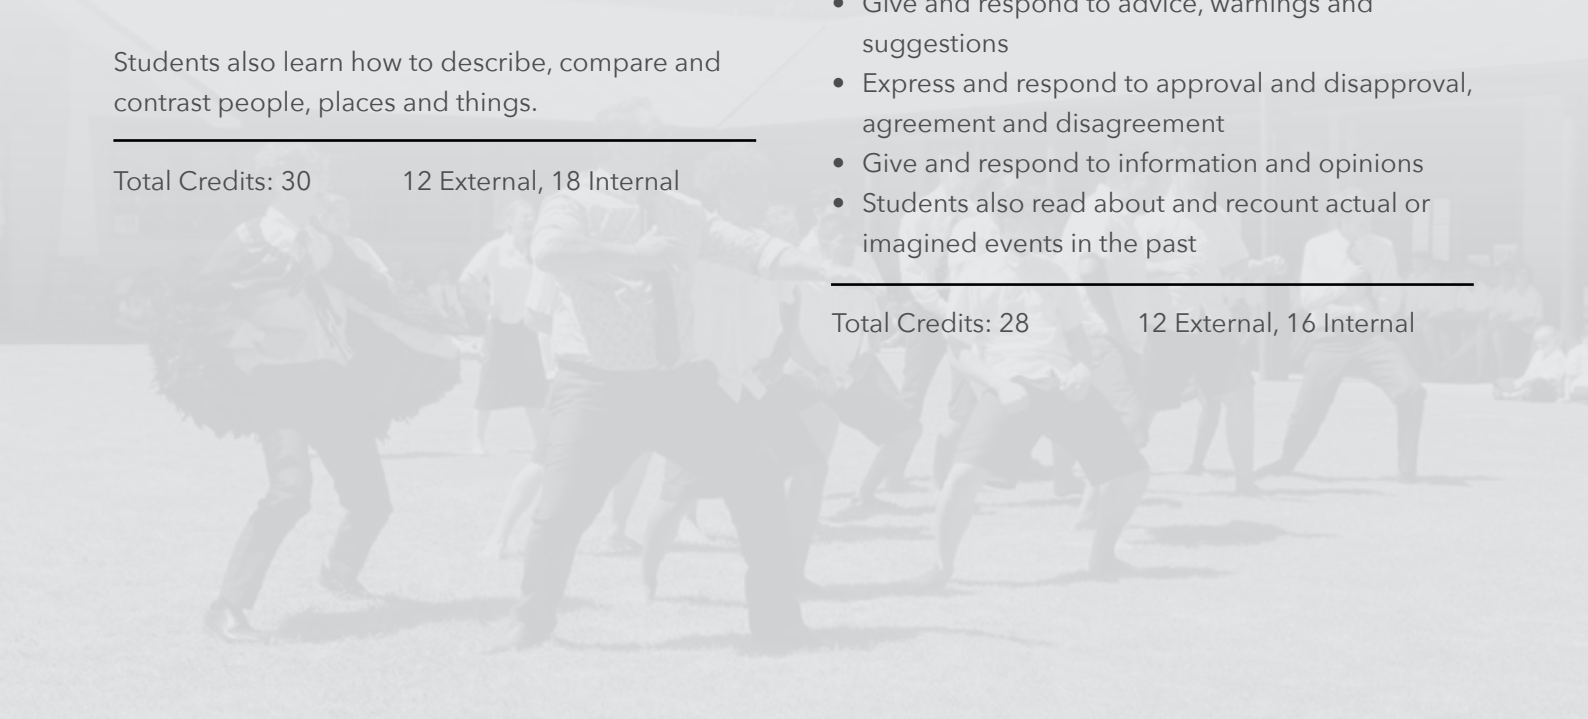 Students also learn how to describe, compare and
contrast people, places and things.
Total Credits: 30 12 External, 18 Internal
• Give and respond to advice, warnings and
suggestions
• Express and respond to approval and disapproval,
agreement and disagreement
• Give and respond to information and opinions
• Students also read about and recount actual or
imagined events in the past
Total Credits: 28 12 External, 16 Internal